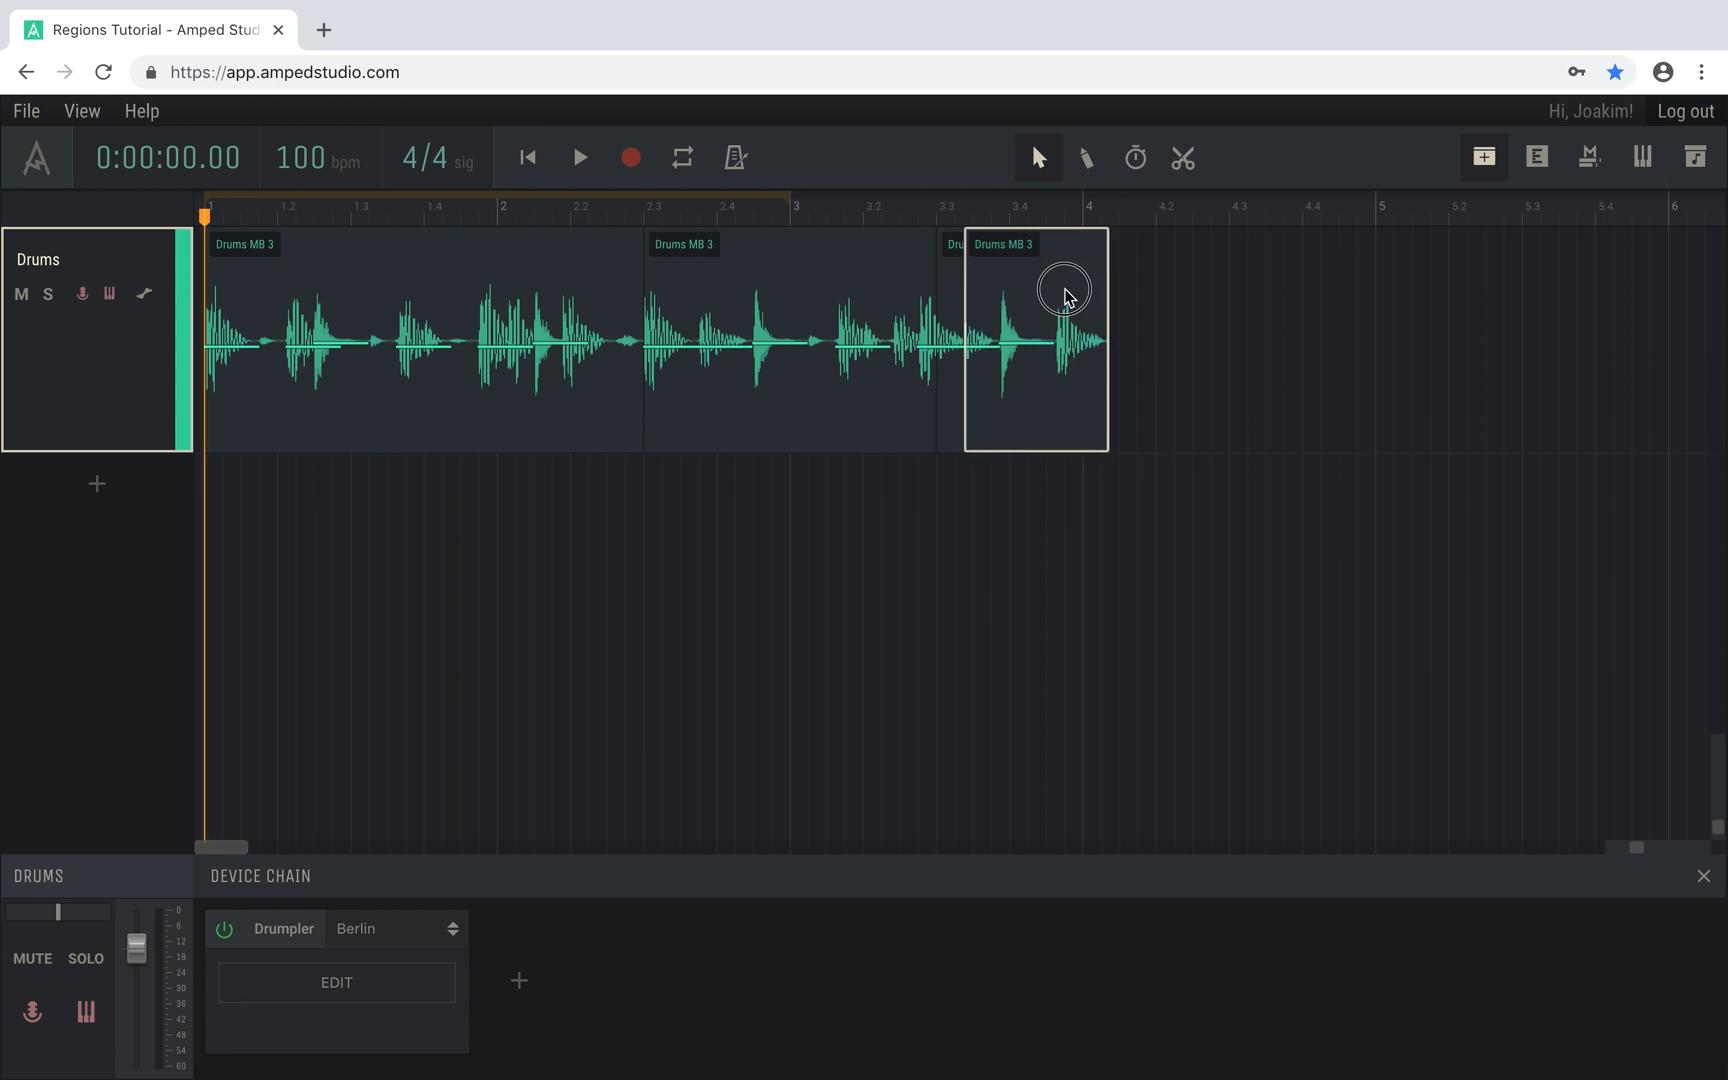 Regions Tutorial - Amped Stud
https://app.ampedstudio.com
File View Help Hi, Joakim! Log out
0:00:00.00 100 bpm 4/4 sig
1 1.2 1.3 1.4 2 2.2 2.3 2.4 3 3.2 3.3 3.4 4 4.2 4.3 4.4 5 5.2 5.3 5.4 6
Drums MB 3 Drums MB 3 Dru Drums MB 3
Drums
M S
DRUMS DEVICE CHAIN
Drumpler Berlin
MUTE SOLO
EDIT
0
6
12
18
24
30
36
42
48
54
60